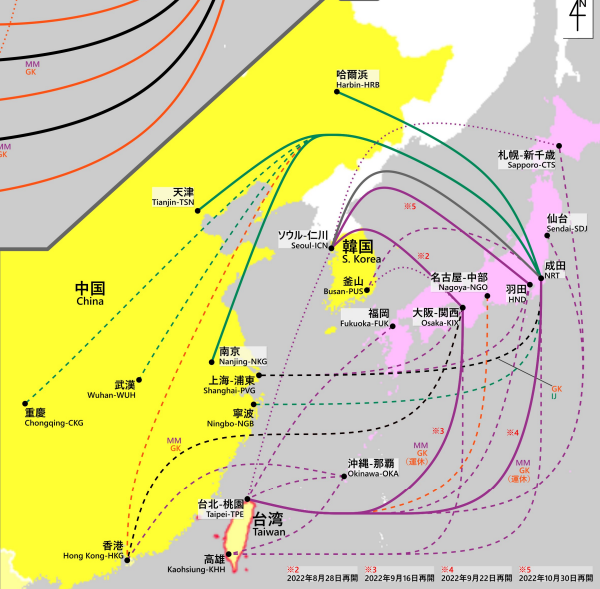 N
MM
GK
MM
GK
哈爾浜
Harbin-HRB
札幌-新千歳
Sapporo-CTS
天津
Tianjin-TSN
※5
仙台
Sendai-SDJ
ソウル-仁川
Seoul-ICN
韓国
S. Korea
※2
成田
NRT
中国
China
釜山
Busan-PUS
名古屋-中部
Nagoya-NGO
羽田
HND
福岡
Fukuoka-FUK
大阪-関西
Osaka-KIX
南京
Nanjing-NKG
武漢
Wuhan-WUH
上海-浦東
Shanghai-PVG
GK
IJ
重慶
Chongqing-CKG
寧波
Ningbo-NGB
MM
GK
※3
※4
MM
GK
(運休)
MM
GK
(運休)
沖縄-那覇
Okinawa-OKA
台北-桃園
Taipei-TPE
台湾
Taiwan
香港
Hong Kong-HKG
高雄
Kaohsiung-KHH
※2
2022年8月28日再開
※3
2022年9月16日再開
※4
2022年9月22日再開
※5
2022年10月30日再開